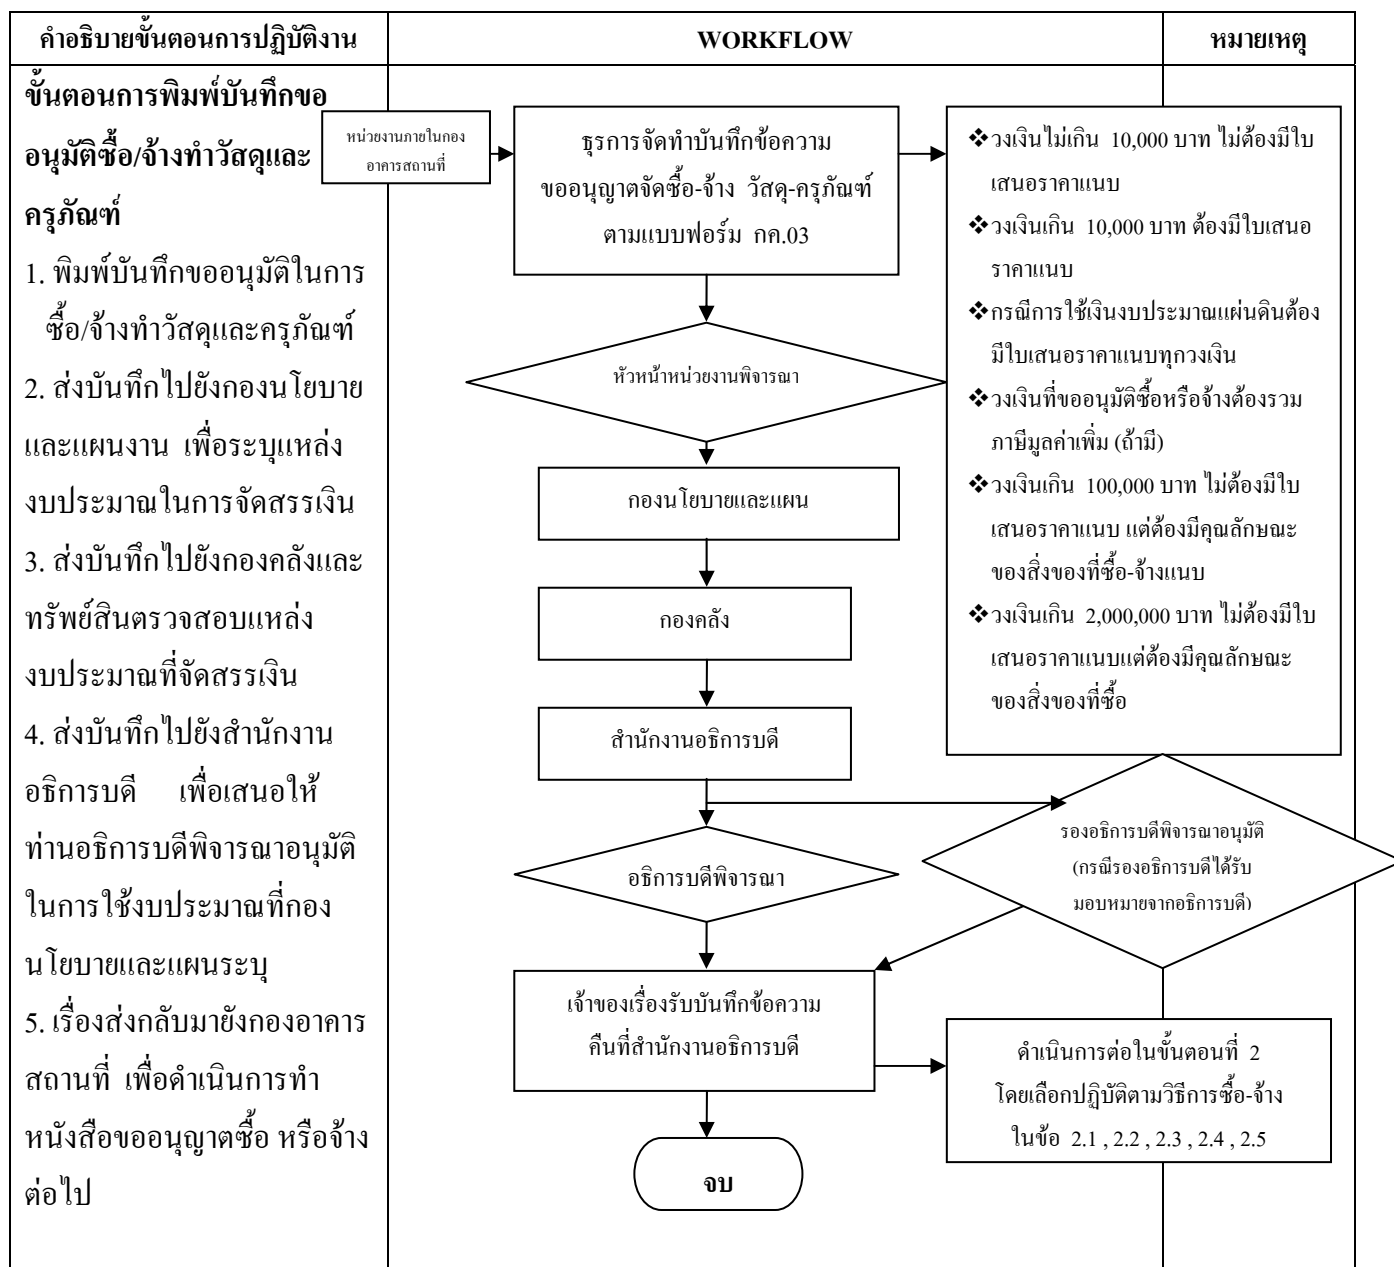 คำอธิบายขั้นตอนการปฏิบัติงาน
WORKFLOW
หมายเหตุ
ขั้นตอนการพิมพ์บันทึกขอ
อนุมัติซื้อ/จ้างทำวัสดุและ
ครุภัณฑ์
1. พิมพ์บันทึกขออนุมัติในการ
ซื้อ/จ้างทำวัสดุและครุภัณฑ์
2. ส่งบันทึกไปยังกองนโยบาย
และแผนงาน เพื่อระบุแหล่ง
งบประมาณในการจัดสรรเงิน
3. ส่งบันทึกไปยังกองคลังและ
ทรัพย์สินตรวจสอบแหล่ง
งบประมาณที่จัดสรรเงิน
4. ส่งบันทึกไปยังสำนักงาน
อธิการบดี เพื่อเสนอให้
ท่านอธิการบดีพิจารณาอนุมัติ
ในการใช้งบประมาณที่กอง
นโยบายและแผนระบุ
5. เรื่องส่งกลับมายังกองอาคาร
สถานที่ เพื่อดำเนินการทำ
หนังสือขออนุญาตซื้อ หรือจ้าง
ต่อไป
หน่วยงานภายในกอง
อาคารสถานที่
ธุรการจัดทำบันทึกข้อความ
ขออนุญาตจัดซื้อ-จ้าง วัสดุ-ครุภัณฑ์
ตามแบบฟอร์ม กค.03
หัวหน้าหน่วยงานพิจารณา
กองนโยบายและแผน
กองคลัง
สำนักงานอธิการบดี
อธิการบดีพิจารณา
เจ้าของเรื่องรับบันทึกข้อความ
คืนที่สำนักงานอธิการบดี
จบ
❖วงเงินไม่เกิน 10,000 บาท ไม่ต้องมีใบ
เสนอราคาแนบ
❖วงเงินเกิน 10,000 บาท ต้องมีใบเสนอ
ราคาแนบ
❖กรณีการใช้เงินงบประมาณแผ่นดินต้อง
มีใบเสนอราคาแนบทุกวงเงิน
❖วงเงินที่ขออนุมัติซื้อหรือจ้างต้องรวม
ภาษีมูลค่าเพิ่ม (ถ้ามี)
❖วงเงินเกิน 100,000 บาท ไม่ต้องมีใบ
เสนอราคาแนบ แต่ต้องมีคุณลักษณะ
ของสิ่งของที่ซื้อ-จ้างแนบ
❖วงเงินเกิน 2,000,000 บาท ไม่ต้องมีใบ
เสนอราคาแนบแต่ต้องมีคุณลักษณะ
ของสิ่งของที่ซื้อ
รองอธิการบดีพิจารณาอนุมัติ
(กรณีรองอธิการบดีได้รับ
มอบหมายจากอธิการบดี)
ดำเนินการต่อในขั้นตอนที่ 2
โดยเลือกปฏิบัติตามวิธีการซื้อ-จ้าง
ในข้อ 2.1 , 2.2 , 2.3 , 2.4 , 2.5